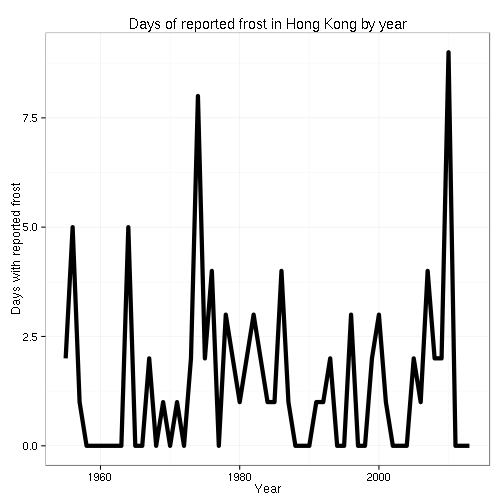 Days of reported frost in Hong Kong by year
Days with reported frost
7.5
5.0
2.5
0.0
1960
1980
2000
Year